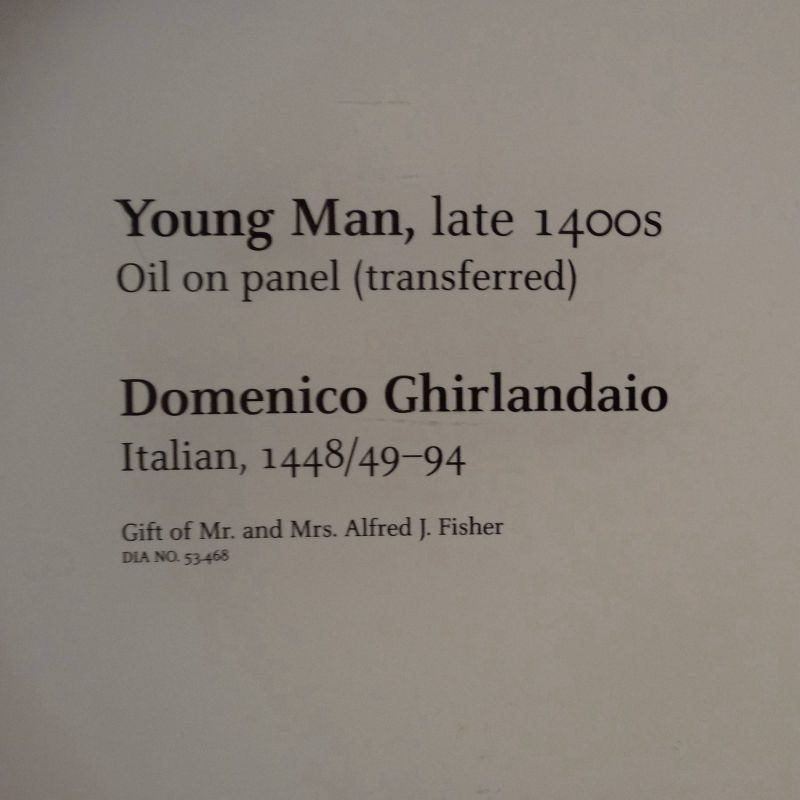 Young Man, late 1400s
Oil on panel (transferred)
Domenico Ghirlandaio
Italian, 1448/49–94
Gift of Mr. and Mrs. Alfred J. Fisher
DIA NO. 53.468